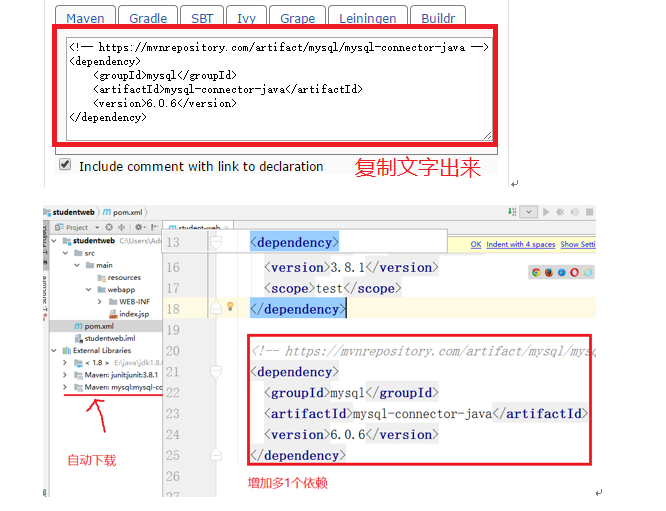 Maven Gradle SBT Ivy Grape Leiningen Buildr
<!-- https://mvnrepository.com/artifact/mysql/mysql-connector-java -->
<dependency>
<groupId>mysql</groupId>
<artifactId>mysql-connector-java</artifactId>
<version>6.0.6</version>
</dependency>
Include comment with link to declaration
复制文字出来
studentweb pom.xml
Project
student-web
studentweb C:\Users\Ad
src
main
resources
webapp
WEB-INF
index.jsp
pom.xml
studentweb.iml
External Libraries
< 1.8 > E:\java\jdk1.8
Maven: junit:junit:3.8.1
Maven: mysql:mysql-co
自动下载
OK Indent with 4 spaces Show Setti
13 <dependency>
16 <version>3.8.1</version>
17 <scope>test</scope>
18 </dependency>
19
20 <!-- https://mvnrepository.com/artifact/mysql/mys
21 <dependency>
22 <groupId>mysql</groupId>
23 <artifactId>mysql-connector-java</artifactId>
24 <version>6.0.6</version>
25 </dependency>
26
27
增加多1个依赖